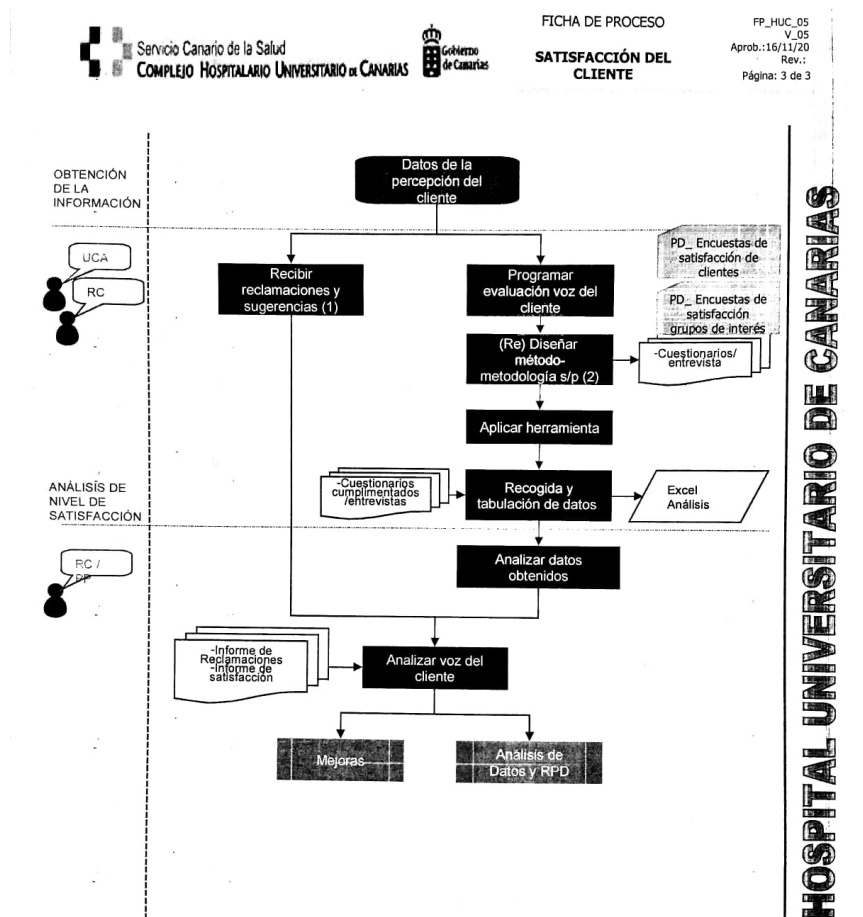 Servicio Canario de la Salud
COMPLEJO HOSPITALARIO UNIVERSITARIO DE CANARIAS
Gobierno
de Canarias
FICHA DE PROCESO
SATISFACCIÓN DEL
CLIENTE
FP_HUC_05
V_05
Aprob.:16/11/20
Rev.:
Página: 3 de 3
OBTENCIÓN
DE LA
INFORMACIÓN
Datos de la
percepción del
cliente
UCA
RC
Recibir
reclamaciones y
sugerencias (1)
Programar
evaluación voz del
cliente
PD_ Encuestas de
satisfacción de
clientes
PD_ Encuestas de
satisfacción
grupos de interés
(Re) Diseñar
método-
metodología s/p (2)
-Cuestionarios/
entrevista
Aplicar herramienta
ANÁLISÍS DE
NIVEL DE
SATISFACCIÓN
-Cuestionarios
cumplimentados
/entrevistas
Recogida y
tabulación de datos
Excel
Análisis
RC /
Analizar datos
obtenidos
-Informe de
Reclamaciones
-Informe de
satisfacción
Analizar voz del
cliente
Mejoras
Análisis de
Datos y RPD
HOSPITAL UNIVERSITARIO DE CANARIAS